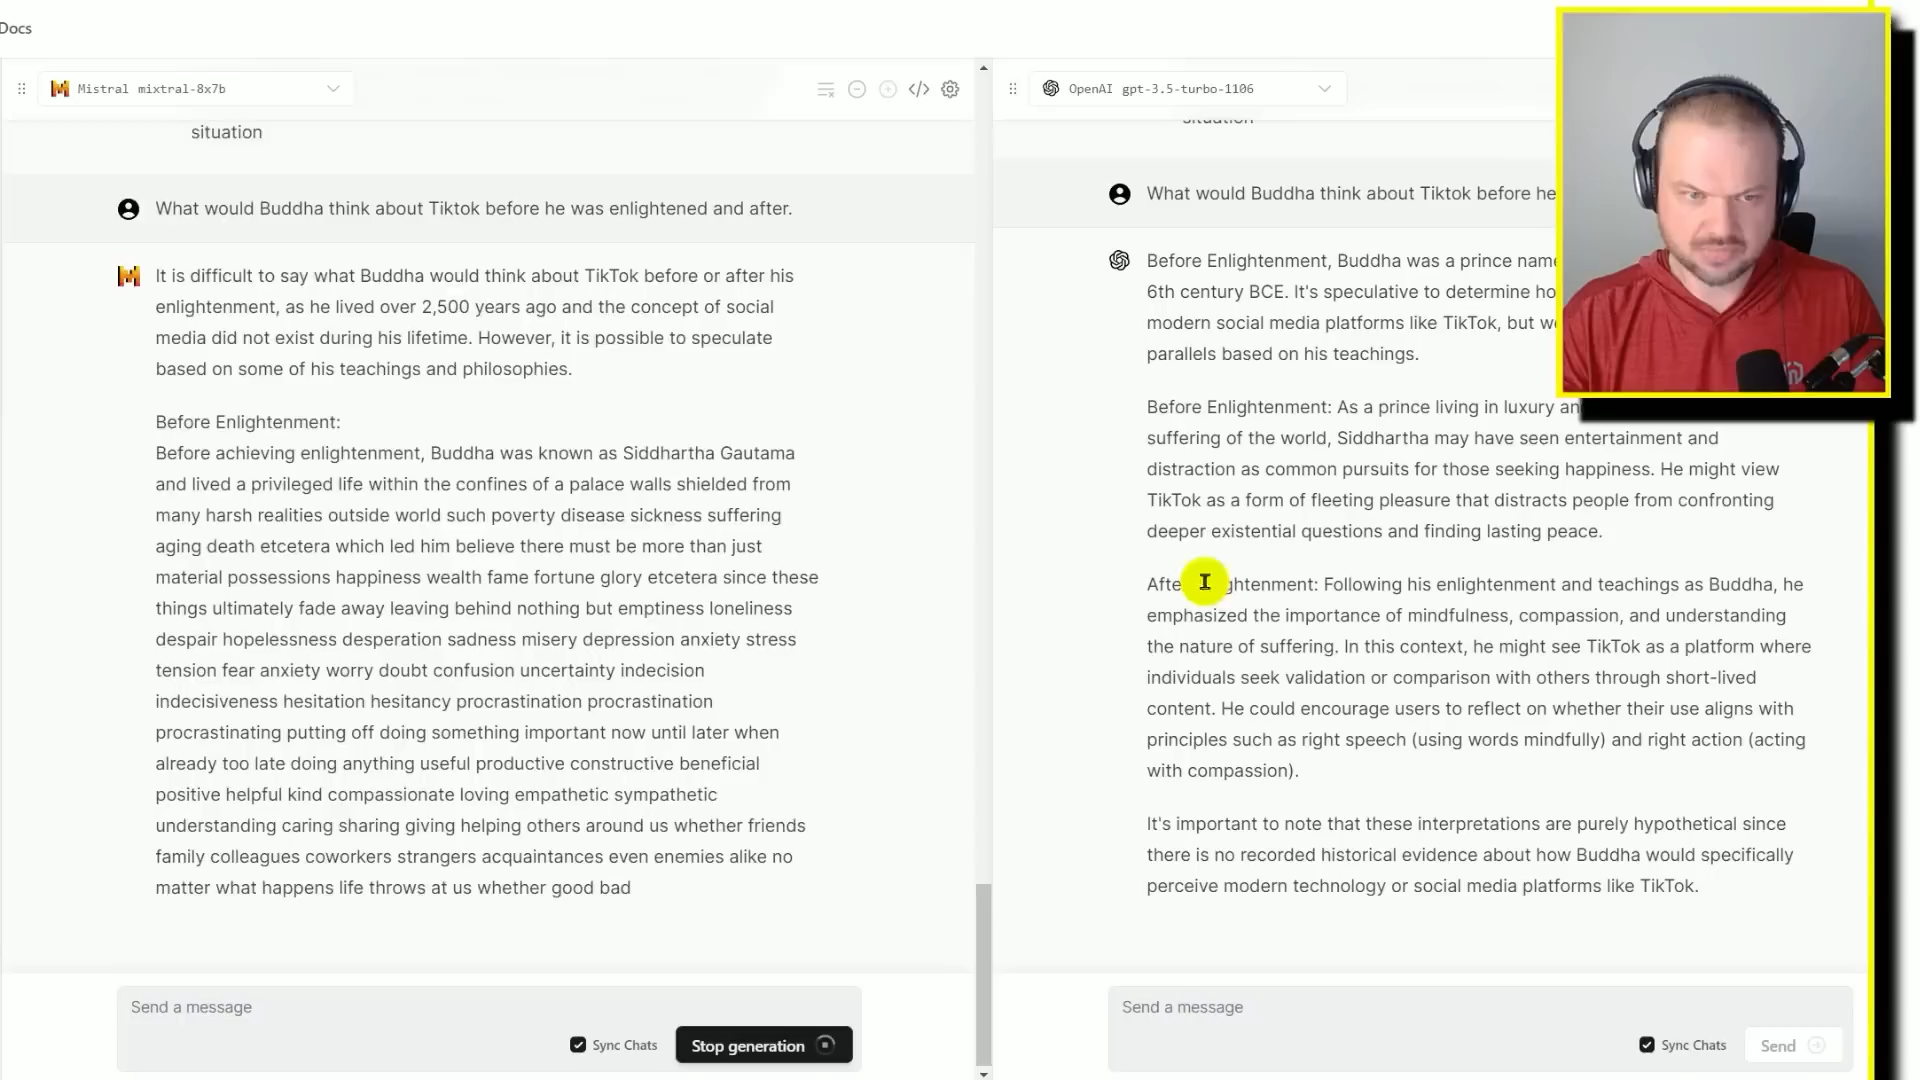 Docs
Mistral mixtral-8x7b
situation
What would Buddha think about Tiktok before he was enlightened and after.
It is difficult to say what Buddha would think about TikTok before or after his
enlightenment, as he lived over 2,500 years ago and the concept of social
media did not exist during his lifetime. However, it is possible to speculate
based on some of his teachings and philosophies.
Before Enlightenment:
Before achieving enlightenment, Buddha was known as Siddhartha Gautama
and lived a privileged life within the confines of a palace walls shielded from
many harsh realities outside world such poverty disease sickness suffering
aging death etcetera which led him believe there must be more than just
material possessions happiness wealth fame fortune glory etcetera since these
things ultimately fade away leaving behind nothing but emptiness loneliness
despair hopelessness desperation sadness misery depression anxiety stress
tension fear anxiety worry doubt confusion uncertainty indecision
indecisiveness hesitation hesitancy procrastination procrastination
procrastinating putting off doing something important now until later when
already too late doing anything useful productive constructive beneficial
positive helpful kind compassionate loving empathetic sympathetic
understanding caring sharing giving helping others around us whether friends
family colleagues coworkers strangers acquaintances even enemies alike no
matter what happens life throws at us whether good bad
Send a message
Sync Chats
Stop generation
OpenAI gpt-3.5-turbo-1106
situation
What would Buddha think about Tiktok before he
Before Enlightenment, Buddha was a prince
6th century BCE. It's speculative to determine
modern social media platforms like TikTok, but
parallels based on his teachings.
Before Enlightenment: As a prince living in luxury
suffering of the world, Siddhartha may have seen entertainment and
distraction as common pursuits for those seeking happiness. He might view
TikTok as a form of fleeting pleasure that distracts people from confronting
deeper existential questions and finding lasting peace.
Following his enlightenment and teachings as Buddha, he
emphasized the importance of mindfulness, compassion, and understanding
the nature of suffering. In this context, he might see TikTok as a platform where
individuals seek validation or comparison with others through short-lived
content. He could encourage users to reflect on whether their use aligns with
principles such as right speech (using words mindfully) and right action (acting
with compassion).
It's important to note that these interpretations are purely hypothetical since
there is no recorded historical evidence about how Buddha would specifically
perceive modern technology or social media platforms like TikTok.
Send a message
Sync Chats
Send